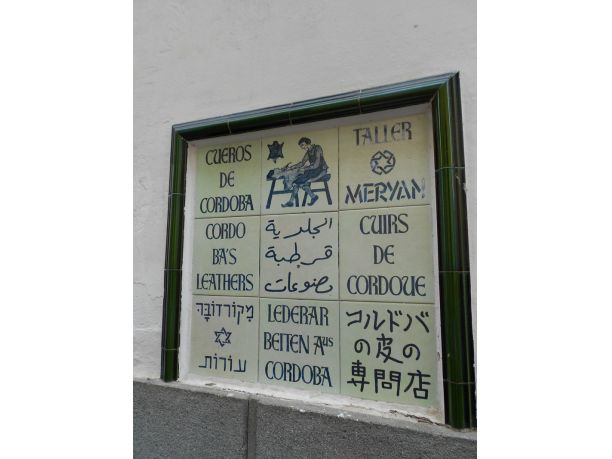 CUEROS
DE
CORDOBA
TALLER
MERYAN
CORDO
BA'S
LEATHERS
الجلدية
قرطبة
مصنوعات
CUIRS
DE
CORDOUE
מקורדובה
עורות
LEDERAR
BEITEN Aus
CORDOBA
コルドバ
の皮の
専門店